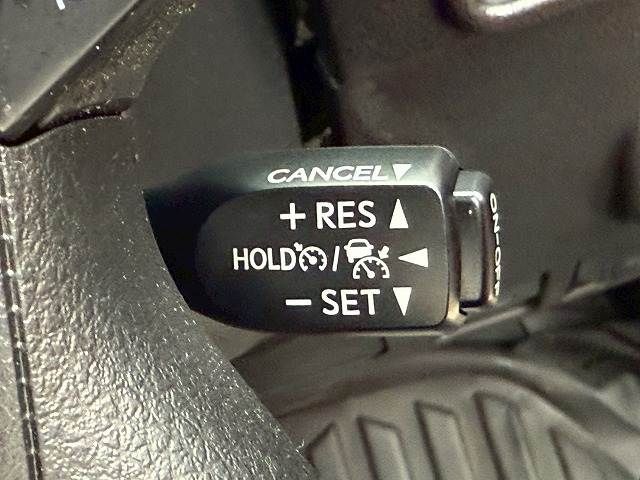 CANCEL
+ RES
HOLD /
− SET
ON-OFF